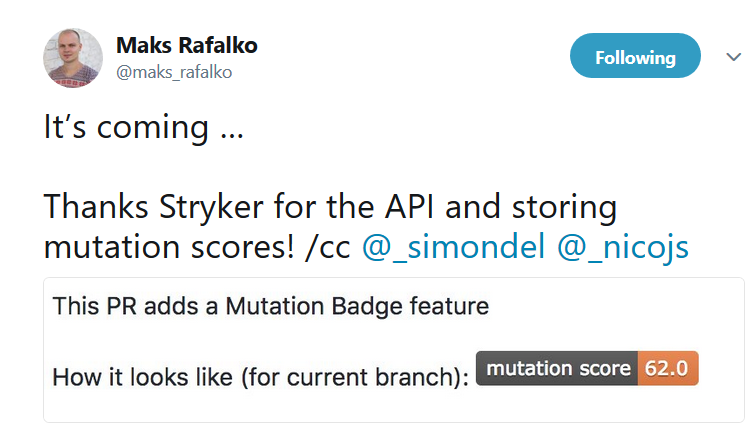 Maks Rafalko
@maks_rafalko
Following
It’s coming ...
Thanks Stryker for the API and storing
mutation scores! /cc @_simondel @_nicojs
This PR adds a Mutation Badge feature
How it looks like (for current branch): mutation score 62.0